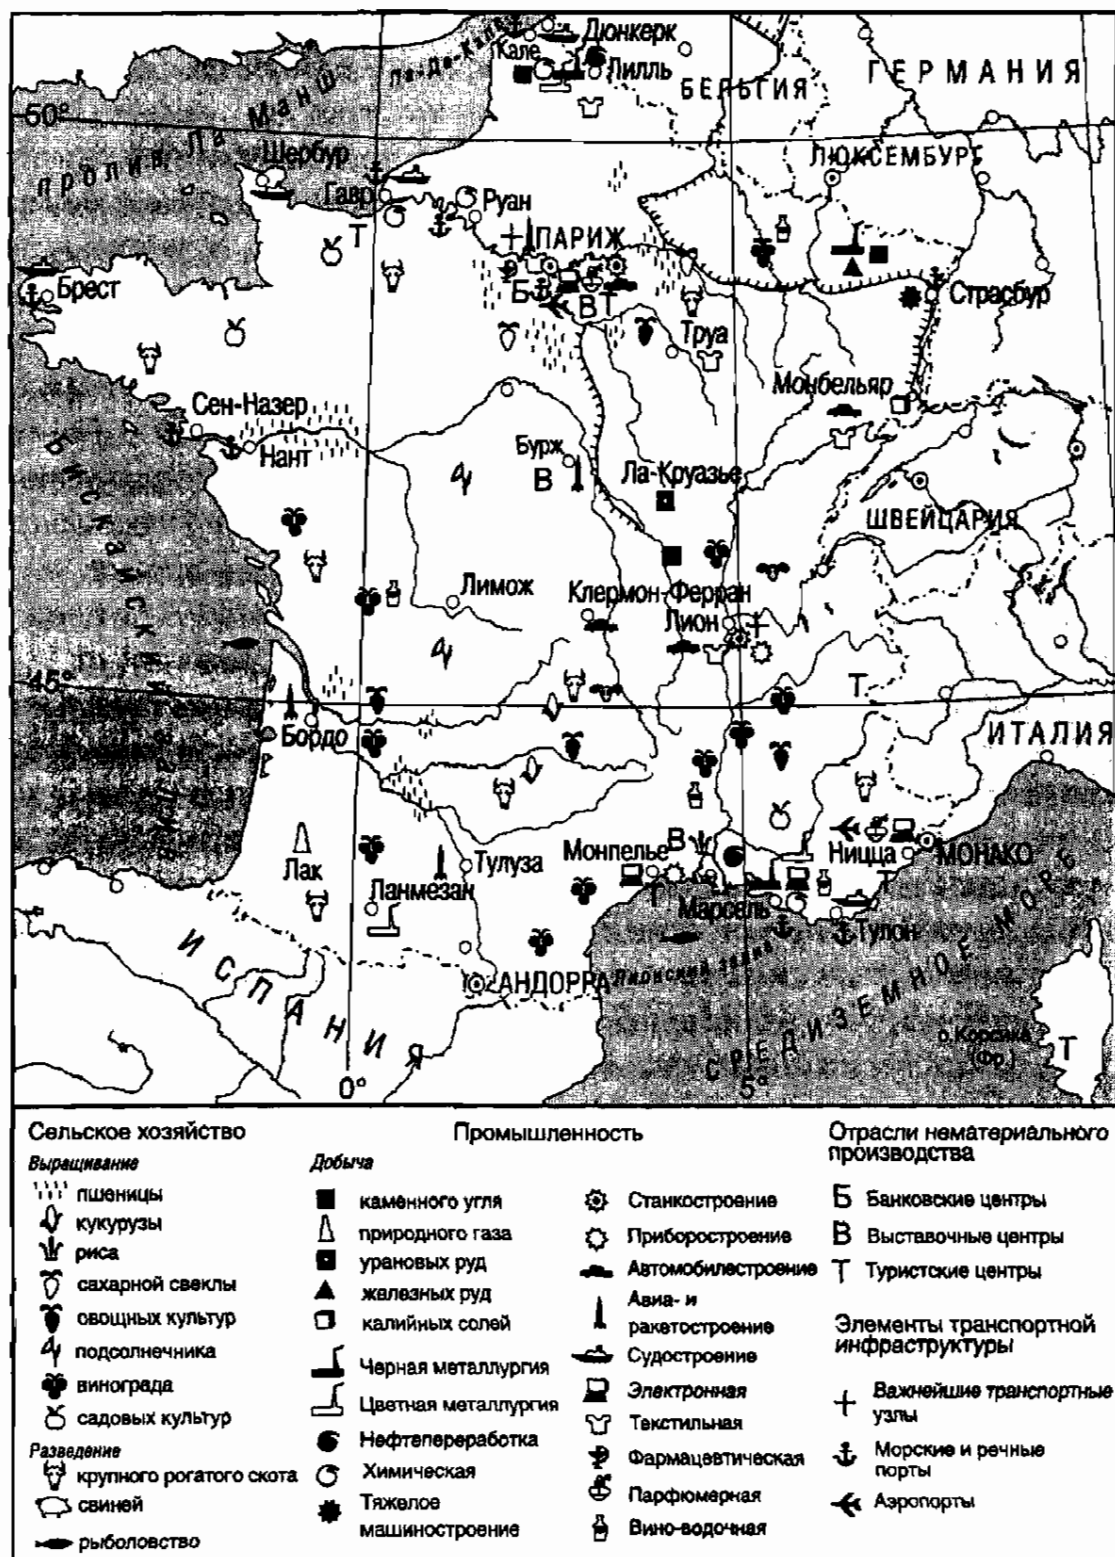 Дюнкерк
Па-де-Кале
Кале
Лилль
БЕЛЬГИЯ
ГЕРМАНИЯ
50°
пролив Ла Манш
Шербур
ЛЮКСЕМБУРГ
Гавр
Руан
Т
ПАРИЖ
Брест
Б
В Т
Страсбур
Труа
Монбельяр
Сен-Назер
Нант
Бурж
В
Ла-Круазье
ШВЕЙЦАРИЯ
Лимож
Клермон-Ферран
Лион
45°
Т
Бордо
ИТАЛИЯ
Лак
Тулуза
Монпелье
В
Ницца
МОНАКО
Ланмезан
Т
Марсель
Т
Тулон
ИСПАНИЯ
АНДОРРА
Лионский залив
СРЕДИЗЕМНОЕ МОРЕ
о.Корсика
(Фр.)
Т
0°
5°
Сельское хозяйство
Выращивание
пшеницы
кукурузы
риса
сахарной свеклы
овощных культур
подсолнечника
винограда
садовых культур
Разведение
крупного рогатого скота
свиней
рыболовство
Промышленность
Добыча
каменного угля
природного газа
урановых руд
железных руд
калийных солей
Черная металлургия
Цветная металлургия
Нефтепереработка
Химическая
Тяжелое
машиностроение
Станкостроение
Приборостроение
Автомобилестроение
Авиа- и
ракетостроение
Судостроение
Электронная
Текстильная
Фармацевтическая
Парфюмерная
Вино-водочная
Отрасли нематериального
производства
Б Банковские центры
В Выставочные центры
Т Туристские центры
Элементы транспортной
инфраструктуры
Важнейшие транспортные
узлы
Морские и речные
порты
Аэропорты